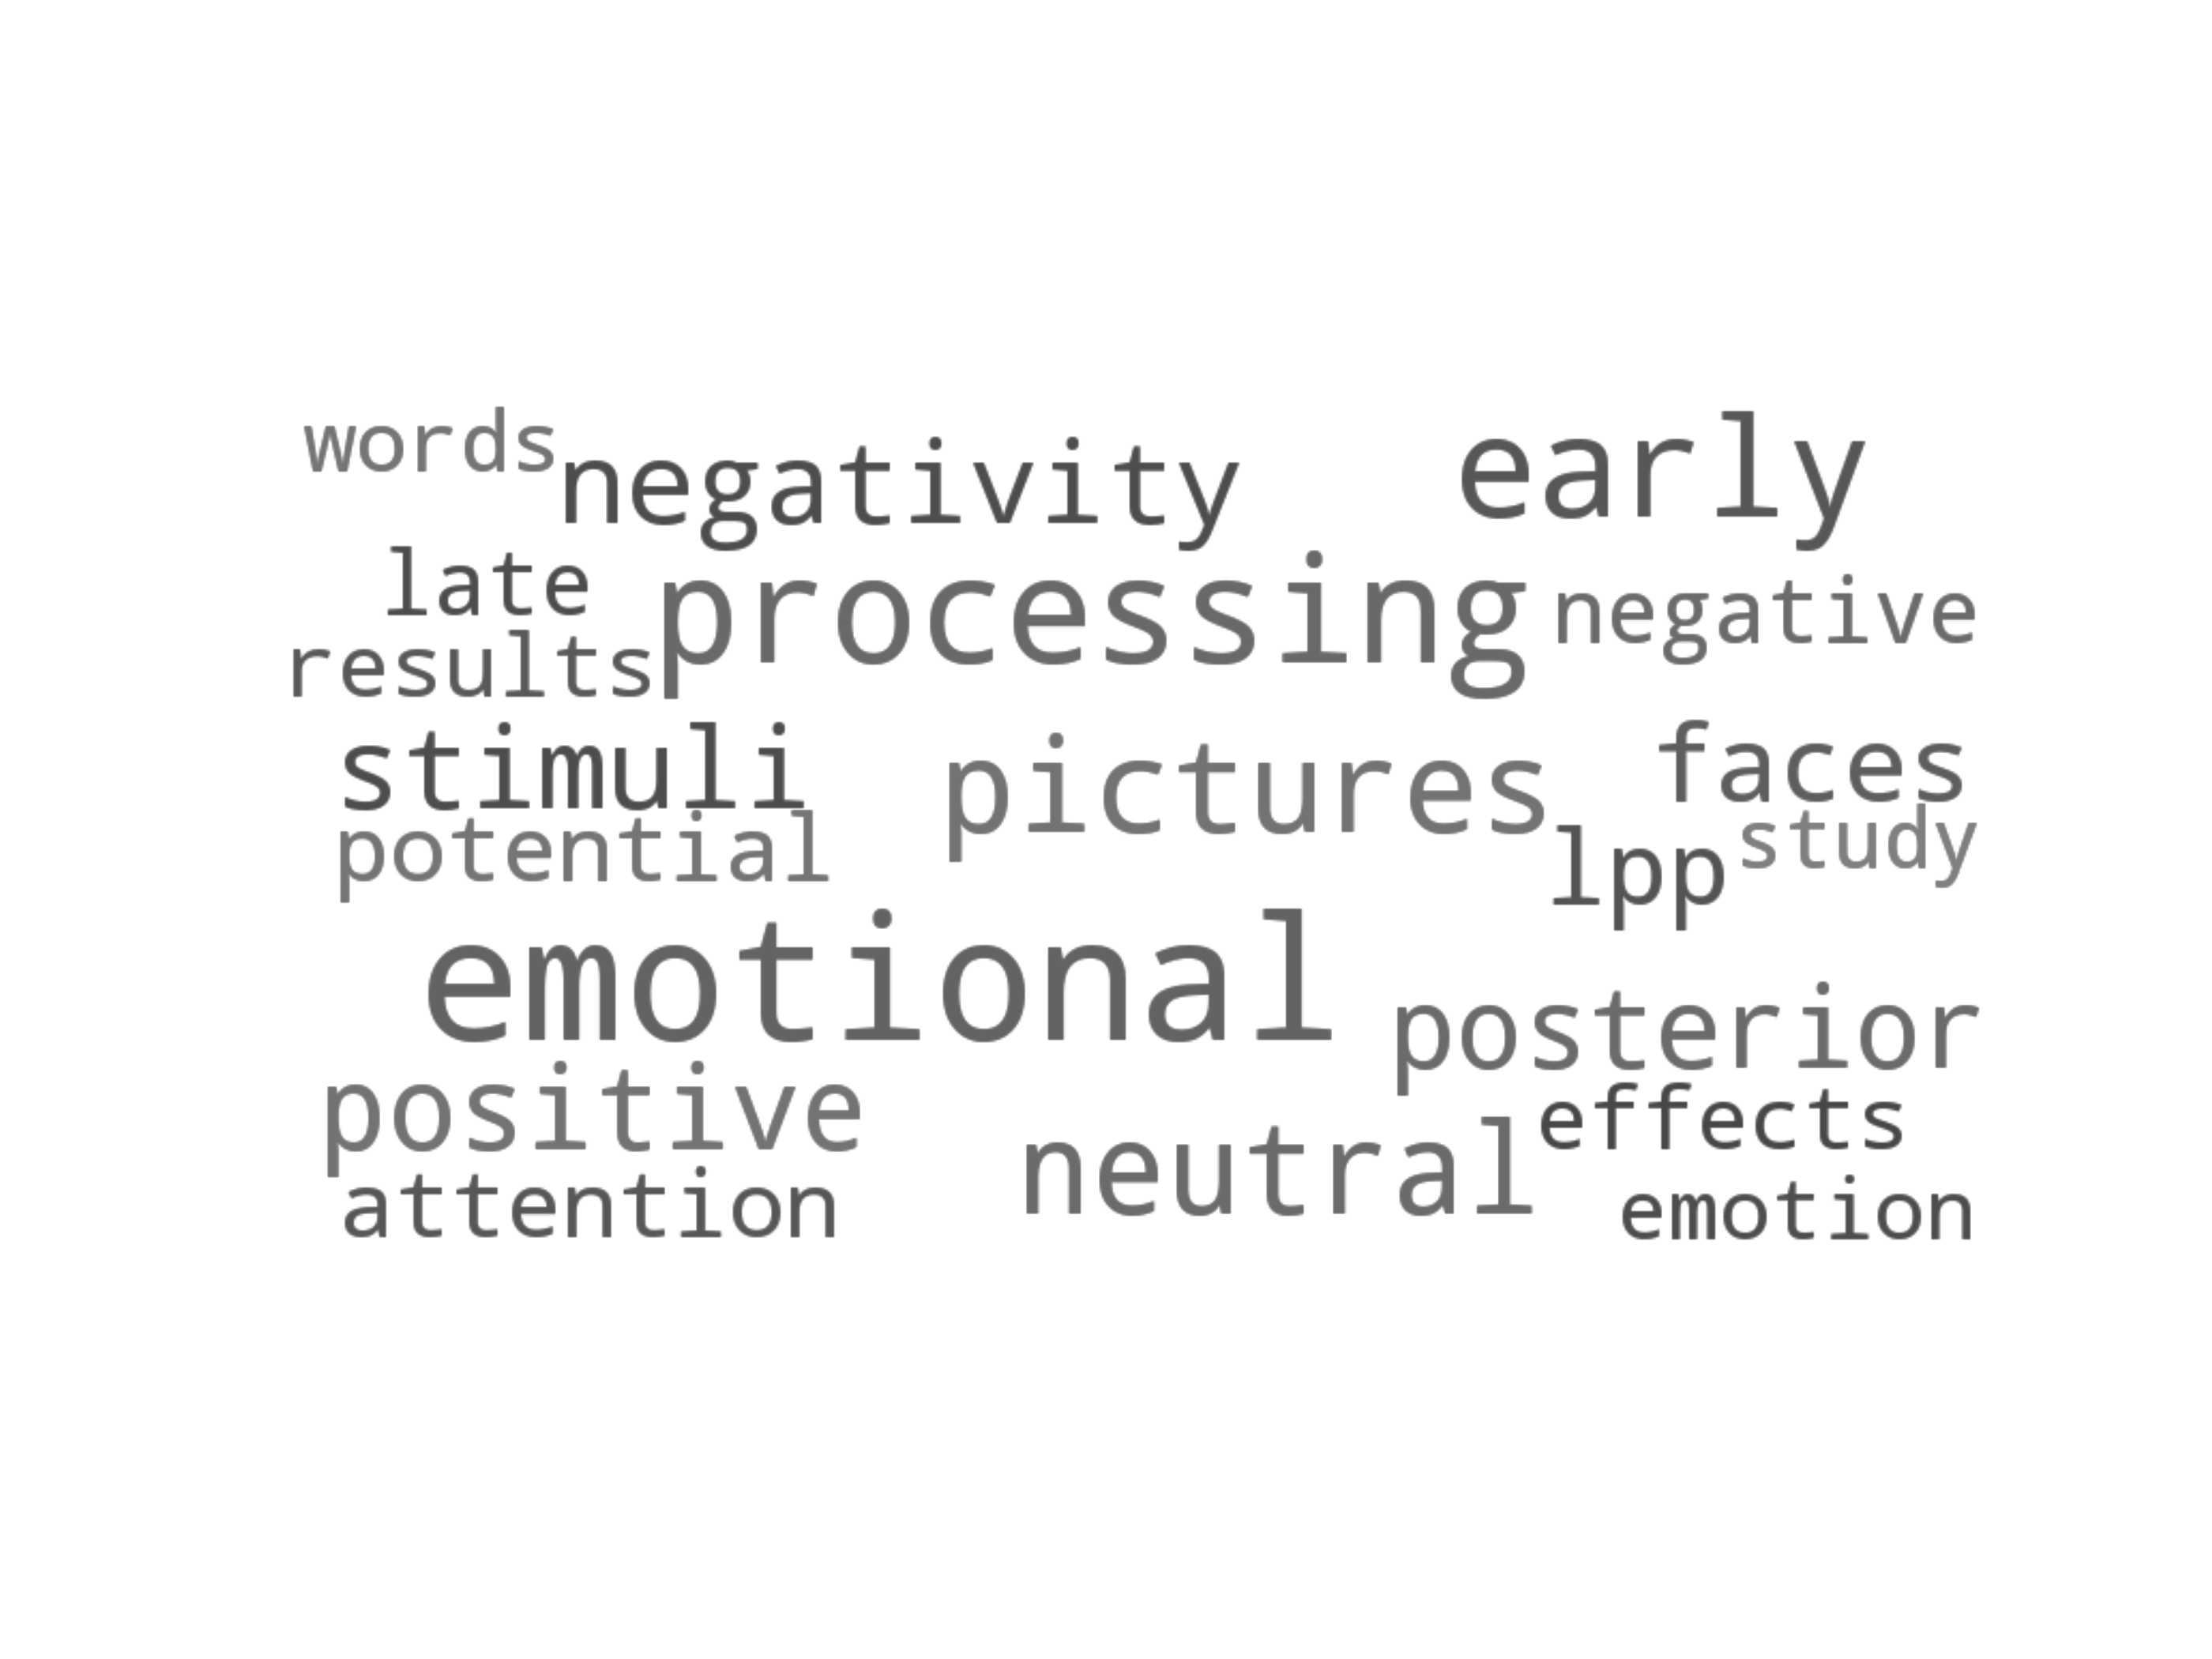 words negativity early
late processing negative
results
stimuli pictures faces
potential lpp study
emotional posterior
positive neutral effects
attention emotion